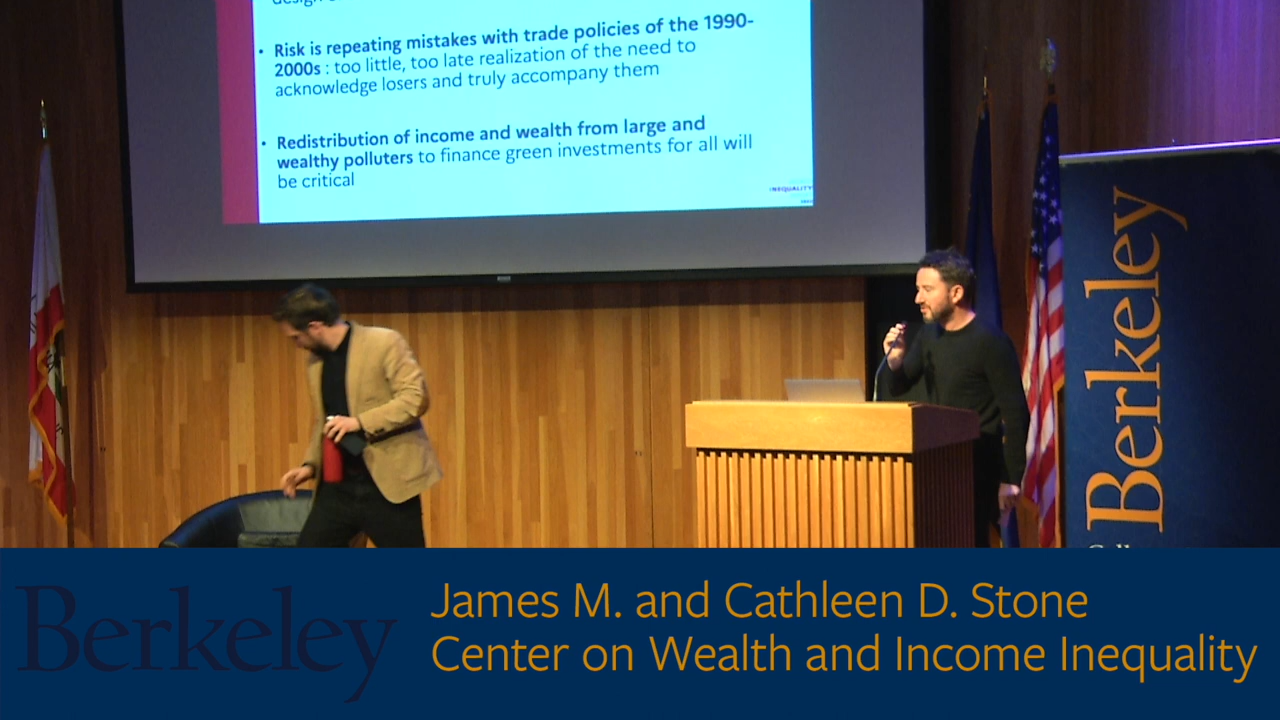 • Risk is repeating mistakes with trade policies of the 1990-
2000s : too little, too late realization of the need to
acknowledge losers and truly accompany them
• Redistribution of income and wealth from large and
wealthy polluters to finance green investments for all will
be critical
INEQUALITY
Berkeley
Berkeley
James M. and Cathleen D. Stone
Center on Wealth and Income Inequality